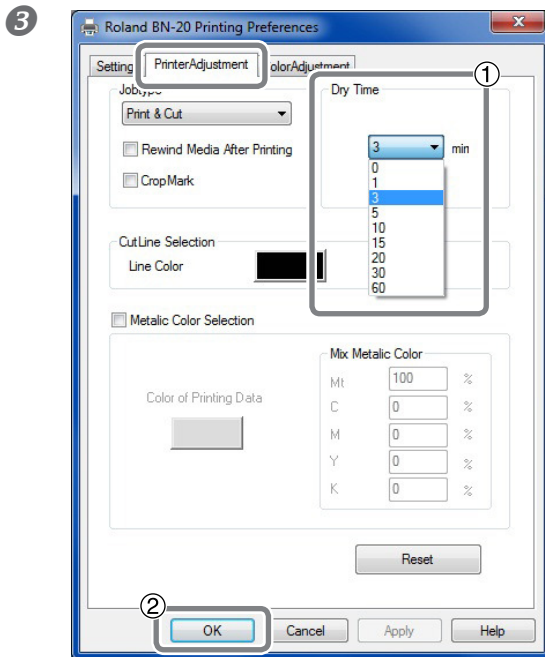 3
Roland BN-20 Printing Preferences
Setting PrinterAdjustment olorAdjustment
1
Jobtype
Dry Time
Print & Cut
3 min
Rewind Media After Printing
0
1
CropMark
3
5
10
15
20
30
60
CutLine Selection
Line Color
Metalic Color Selection
Mix Metalic Color
Mt 100 %
Color of Printing Data
C 0 %
M 0 %
Y 0 %
K 0 %
Reset
2
OK Cancel Apply Help